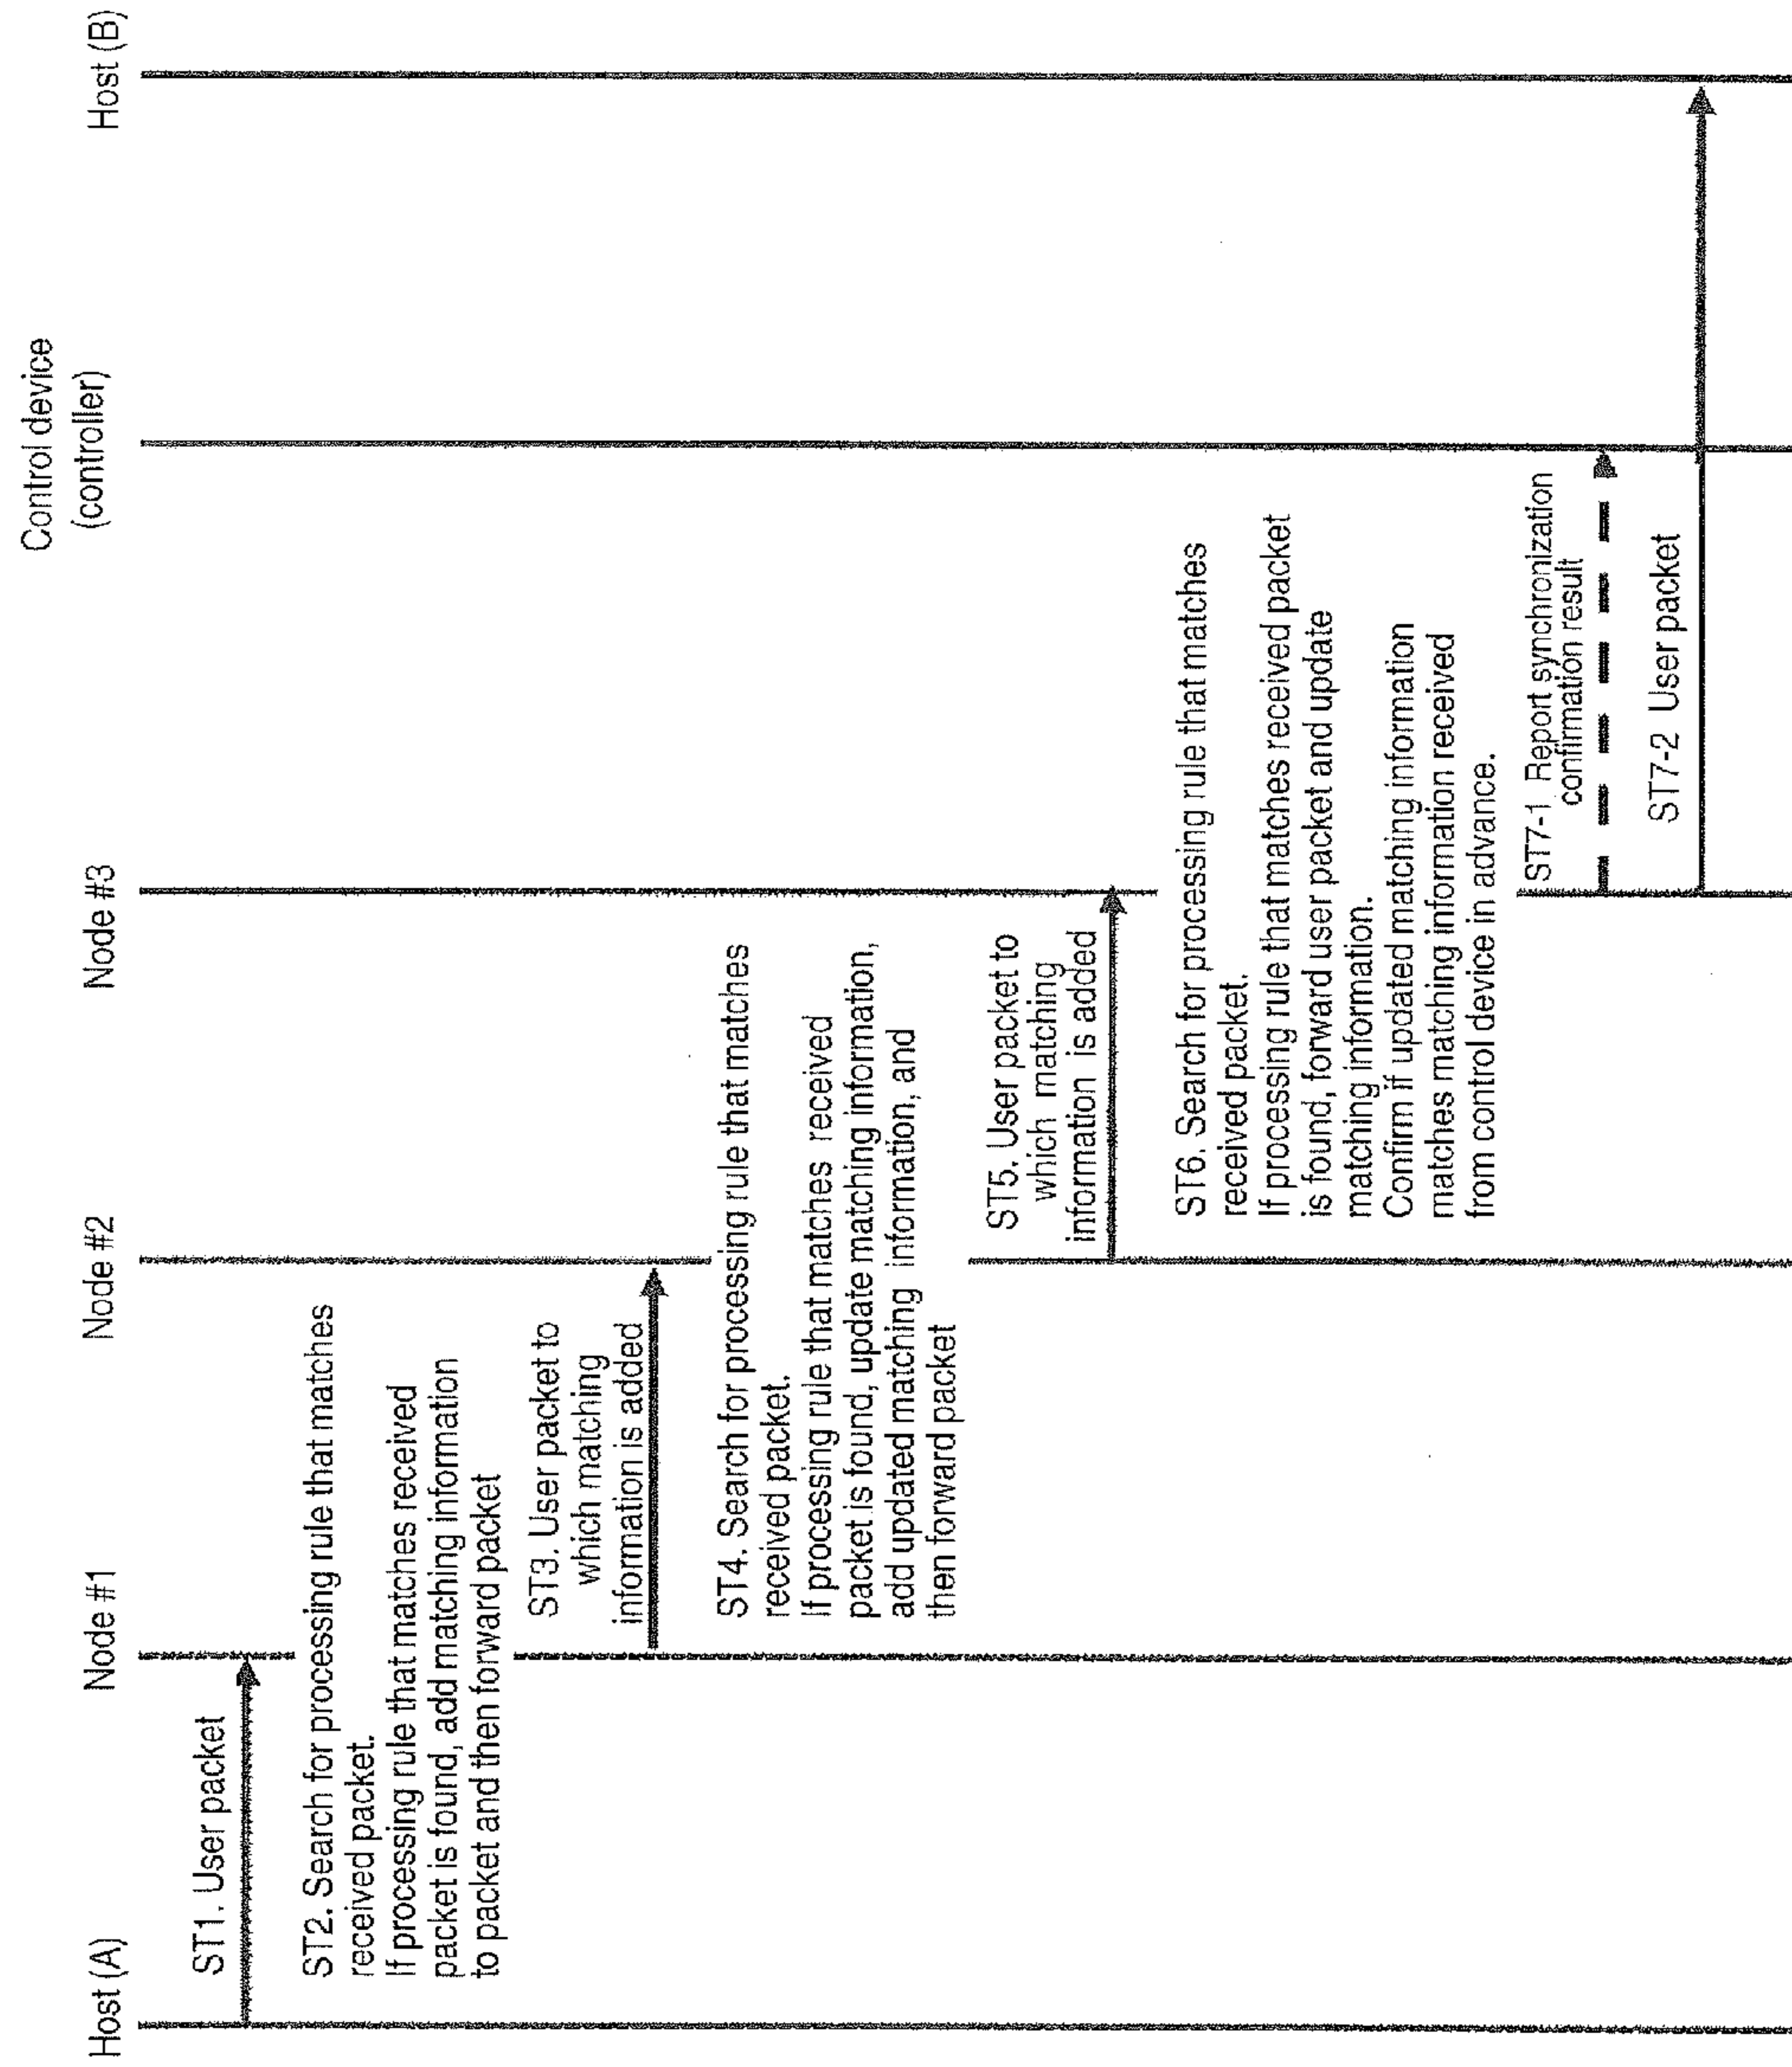 Host (A)
Node #1
Node #2
Node #3
Control device
(controller)
Host (B)
ST1. User packet
ST2. Search for processing rule that matches
received packet.
If processing rule that matches received
packet is found, add matching information
to packet and then forward packet
ST3. User packet to
which matching
information is added
ST4. Search for processing rule that matches
received packet.
If processing rule that matches received
packet is found, update matching information,
add updated matching information, and
then forward packet
ST5. User packet to
which matching
information is added
ST6. Search for processing rule that matches
received packet.
If processing rule that matches received packet
is found, forward user packet and update
matching information.
Confirm if updated matching information
matches matching information received
from control device in advance.
ST7-1 Report synchronization
confirmation result
ST7-2 User packet